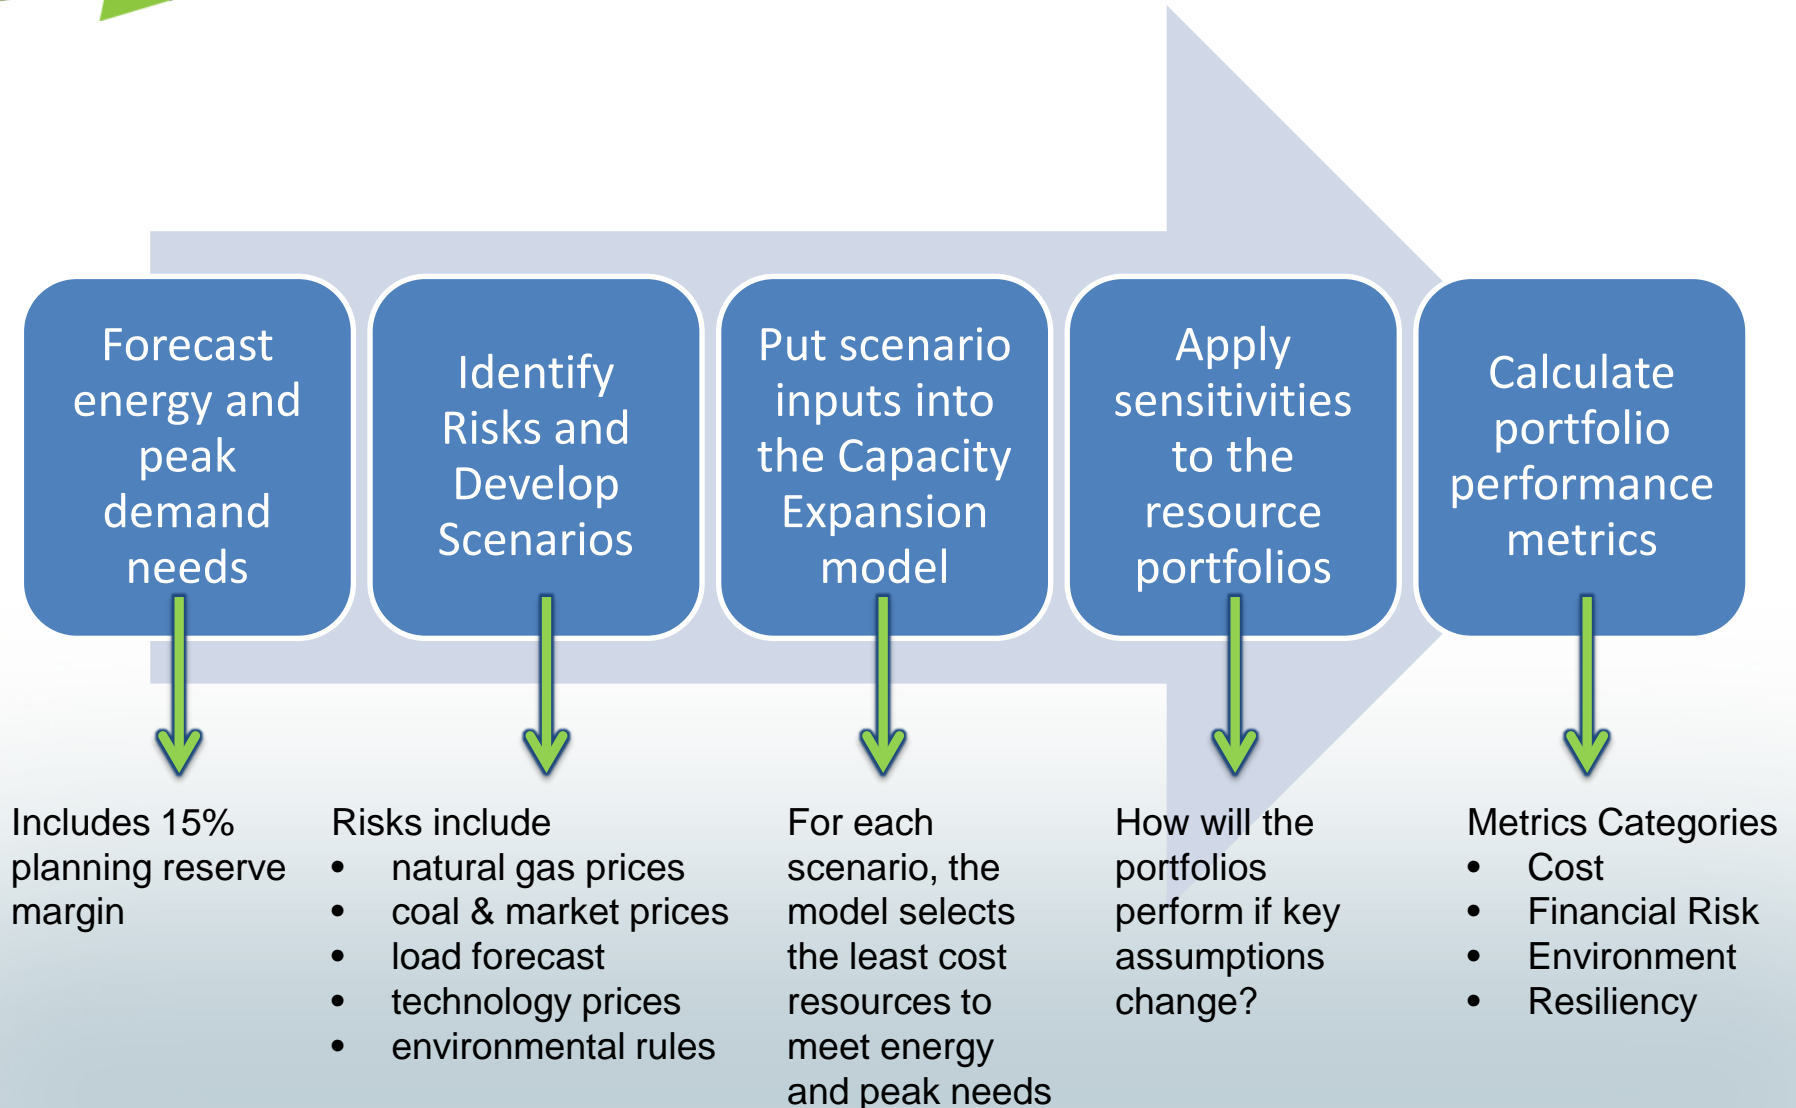 Forecast
energy and
peak
demand
needs
Identify
Risks and
Develop
Scenarios
Put scenario
inputs into
the Capacity
Expansion
model
Apply
sensitivities
to the
resource
portfolios
Calculate
portfolio
performance
metrics
Includes 15%
planning reserve
margin
Risks include
• natural gas prices
• coal & market prices
• load forecast
• technology prices
• environmental rules
For each
scenario, the
model selects
the least cost
resources to
meet energy
and peak needs
How will the
portfolios
perform if key
assumptions
change?
Metrics Categories
• Cost
• Financial Risk
• Environment
• Resiliency